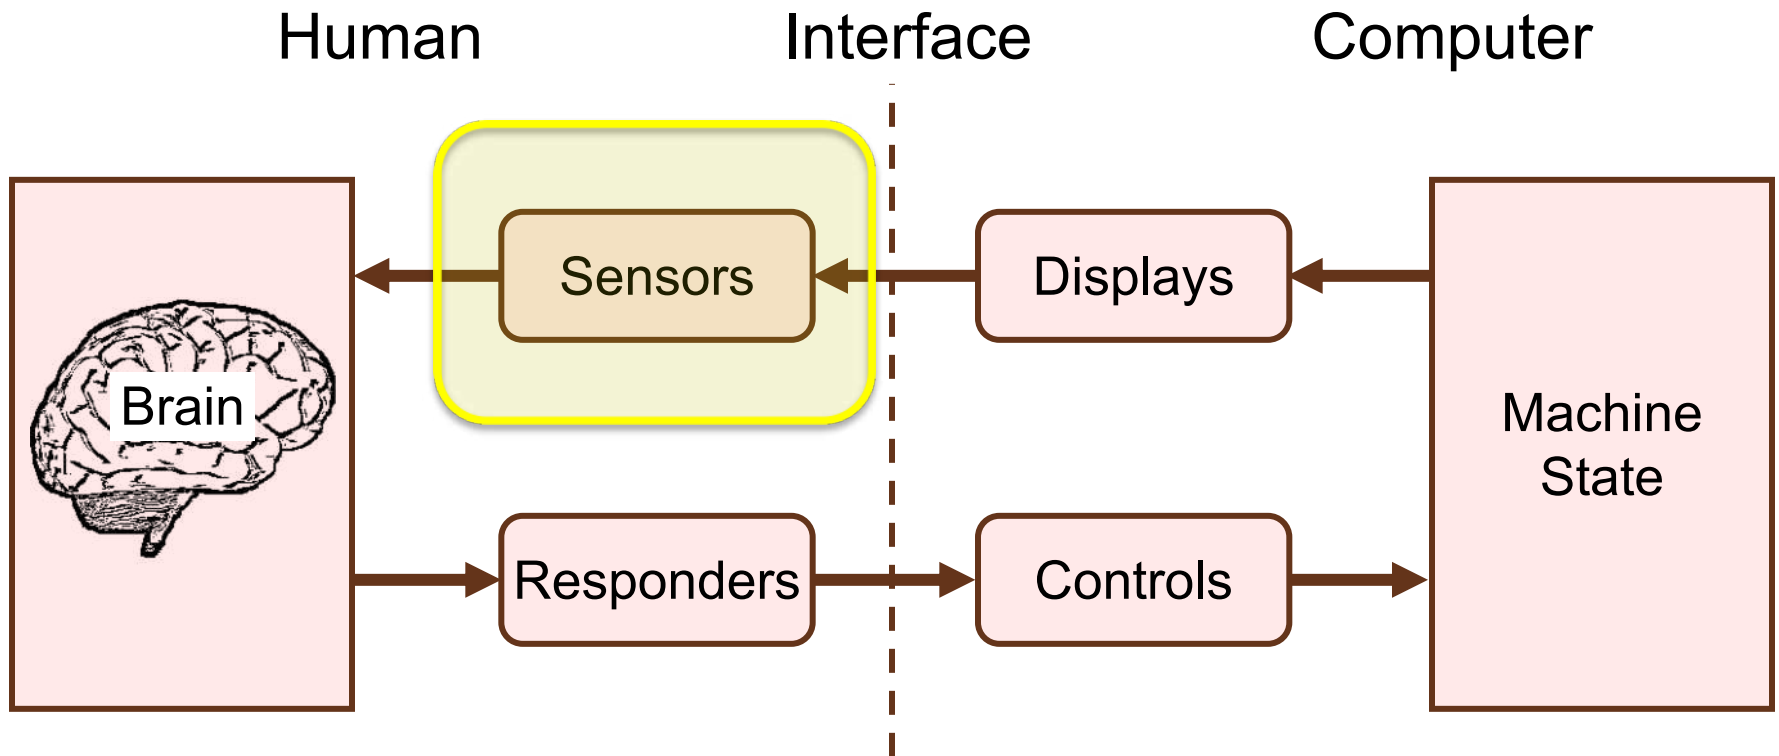 Human Interface Computer
Sensors Displays
Brain
Machine
State
Responders Controls